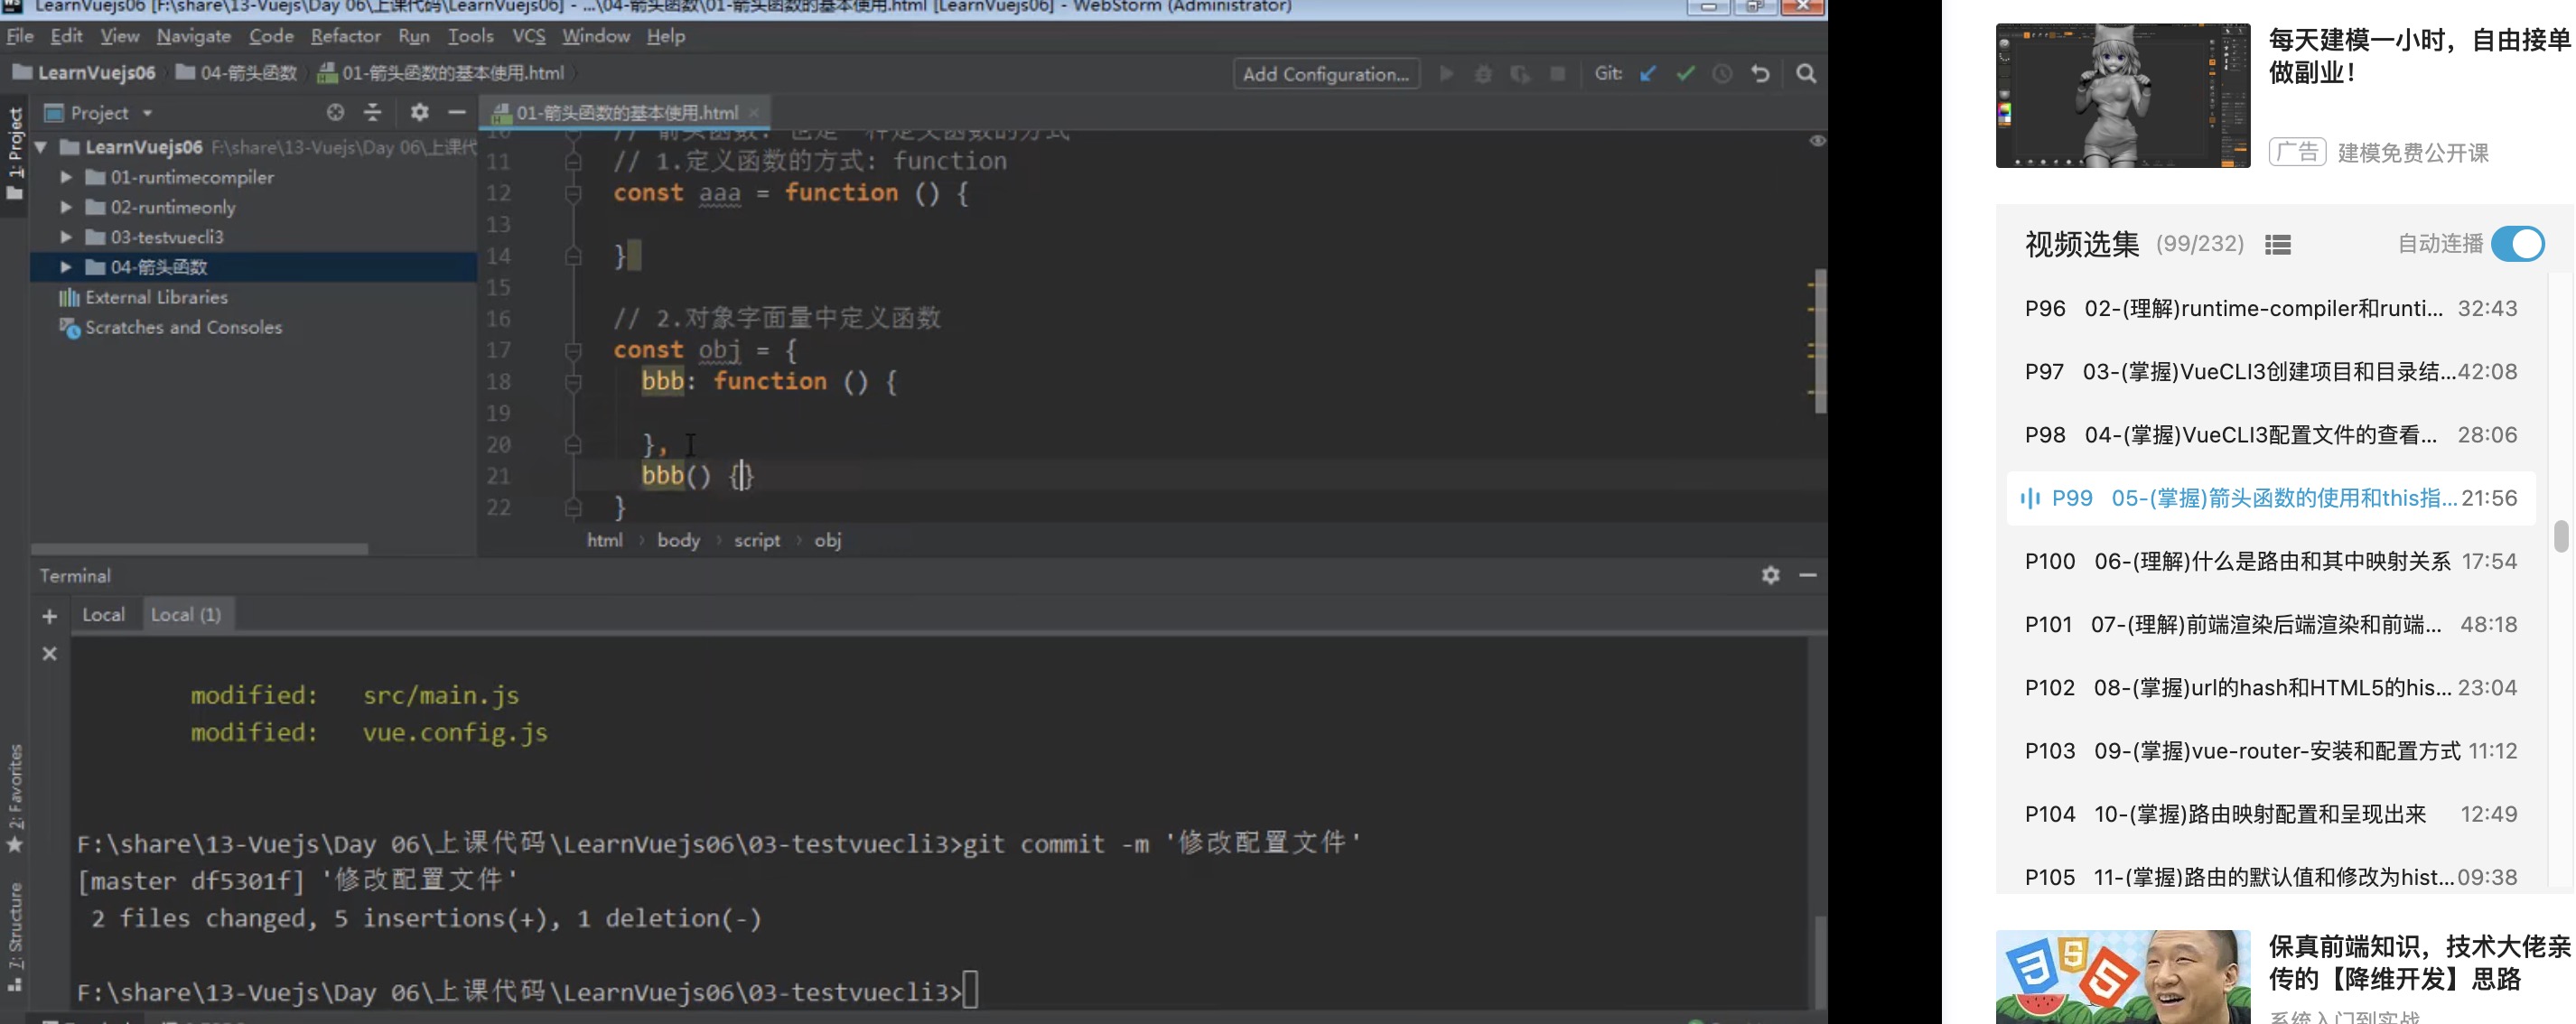 LearnVuejs06 [F:\share\13-Vuejs\Day 06\上课代码\LearnVuejs06] - ...\04-箭头函数\01-箭头函数的基本使用.html [LearnVuejs06] - WebStorm (Administrator)
File Edit View Navigate Code Refactor Run Tools VCS Window Help
LearnVuejs06 04-箭头函数 01-箭头函数的基本使用.html
Add Configuration... Git:
1: Project
Project
01-箭头函数的基本使用.html
LearnVuejs06 F:\share\13-Vuejs\Day 06\上课代
01-runtimecompiler
02-runtimeonly
03-testvuecli3
04-箭头函数
External Libraries
Scratches and Consoles
10 // 箭头函数: 也是一种定义函数的方式
11 // 1.定义函数的方式: function
12 const aaa = function () {
13
14 }
15
16 // 2.对象字面量中定义函数
17 const obj = {
18 bbb: function () {
19
20 },
21 bbb() {}
22 }
html body script obj
Terminal
Local Local (1)
modified: src/main.js
modified: vue.config.js
F:\share\13-Vuejs\Day 06\上课代码\LearnVuejs06\03-testvuecli3>git commit -m '修改配置文件'
[master df5301f] '修改配置文件'
2 files changed, 5 insertions(+), 1 deletion(-)
F:\share\13-Vuejs\Day 06\上课代码\LearnVuejs06\03-testvuecli3>
2: Favorites
7: Structure
每天建模一小时，自由接单
做副业！
广告 建模免费公开课
视频选集 (99/232) 自动连播
P96 02-(理解)runtime-compiler和runti... 32:43
P97 03-(掌握)VueCLI3创建项目和目录结... 42:08
P98 04-(掌握)VueCLI3配置文件的查看... 28:06
P99 05-(掌握)箭头函数的使用和this指... 21:56
P100 06-(理解)什么是路由和其中映射关系 17:54
P101 07-(理解)前端渲染后端渲染和前端... 48:18
P102 08-(掌握)url的hash和HTML5的his... 23:04
P103 09-(掌握)vue-router-安装和配置方式 11:12
P104 10-(掌握)路由映射配置和呈现出来 12:49
P105 11-(掌握)路由的默认值和修改为hist... 09:38
保真前端知识，技术大佬亲
传的【降维开发】思路
系统入门到实战